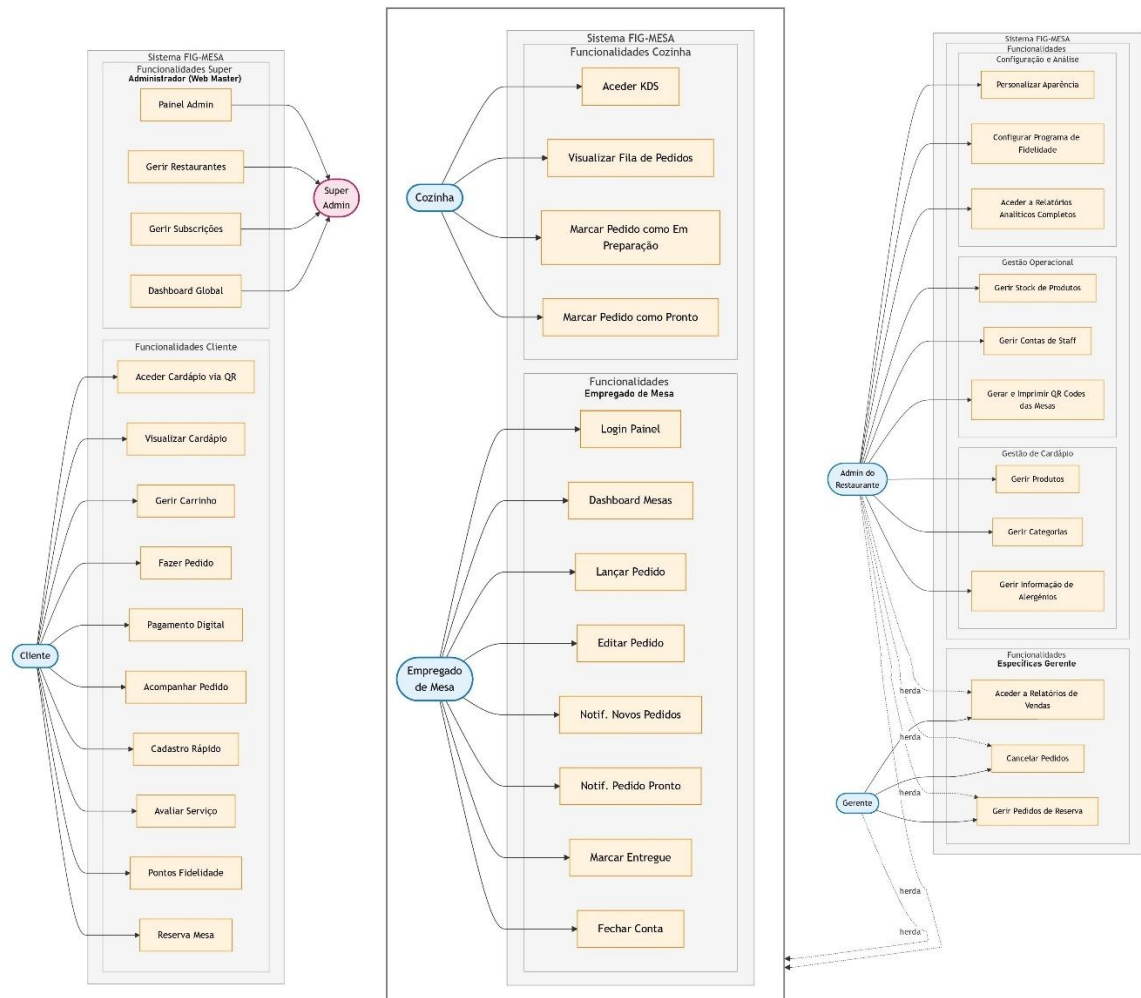 Sistema FIG-MESA
Funcionalidades Super
Administrador (Web Master)
Painel Admin
Gerir Restaurantes
Gerir Subscrições
Dashboard Global
Super
Admin
Funcionalidades Cliente
Aceder Cardápio via QR
Visualizar Cardápio
Gerir Carrinho
Fazer Pedido
Pagamento Digital
Acompanhar Pedido
Cadastro Rápido
Avaliar Serviço
Pontos Fidelidade
Reserva Mesa
Cliente
Sistema FIG-MESA
Funcionalidades Cozinha
Aceder KDS
Visualizar Fila de Pedidos
Marcar Pedido como Em
Preparação
Marcar Pedido como Pronto
Cozinha
Funcionalidades
Empregado de Mesa
Login Painel
Dashboard Mesas
Lançar Pedido
Editar Pedido
Notif. Novos Pedidos
Notif. Pedido Pronto
Marcar Entregue
Fechar Conta
Empregado
de Mesa
Sistema FIG-MESA
Funcionalidades
Configuração e Análise
Personalizar Aparência
Configurar Programa de
Fidelidade
Aceder a Relatórios
Analíticos Completos
Gestão Operacional
Gerir Stock de Produtos
Gerir Contas de Staff
Gerar e Imprimir QR Codes
das Mesas
Gestão de Cardápio
Gerir Produtos
Gerir Categorias
Gerir Informação de
Alergénios
Admin do
Restaurante
Funcionalidades
Específicas Gerente
Aceder a Relatórios de
Vendas
Cancelar Pedidos
Gerir Pedidos de Reserva
Gerente
herda
herda
herda
herda
herda